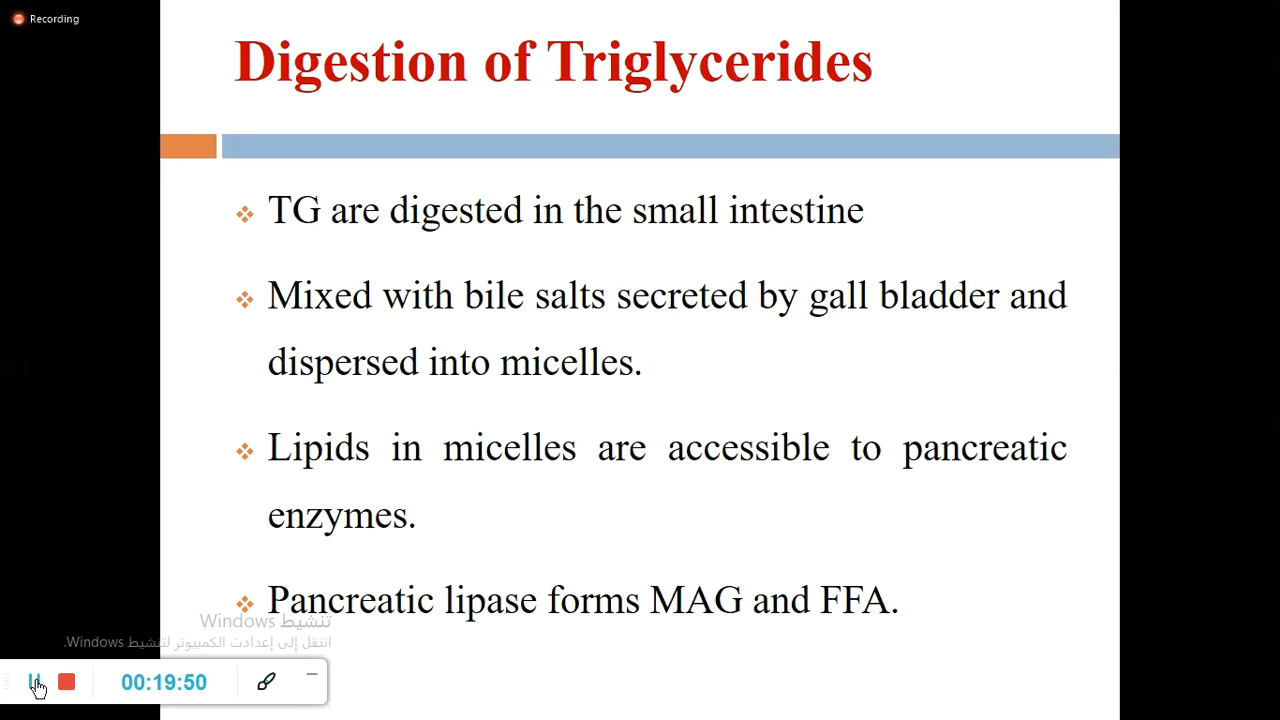 Recording
Digestion of Triglycerides
TG are digested in the small intestine
Mixed with bile salts secreted by gall bladder and
dispersed into micelles.
Lipids in micelles are accessible to pancreatic
enzymes.
Pancreatic lipase forms MAG and FFA.
تنشيط Windows
انتقل إلى إعدادت الكمبيوتر لتنشيط Windows.
00:19:50